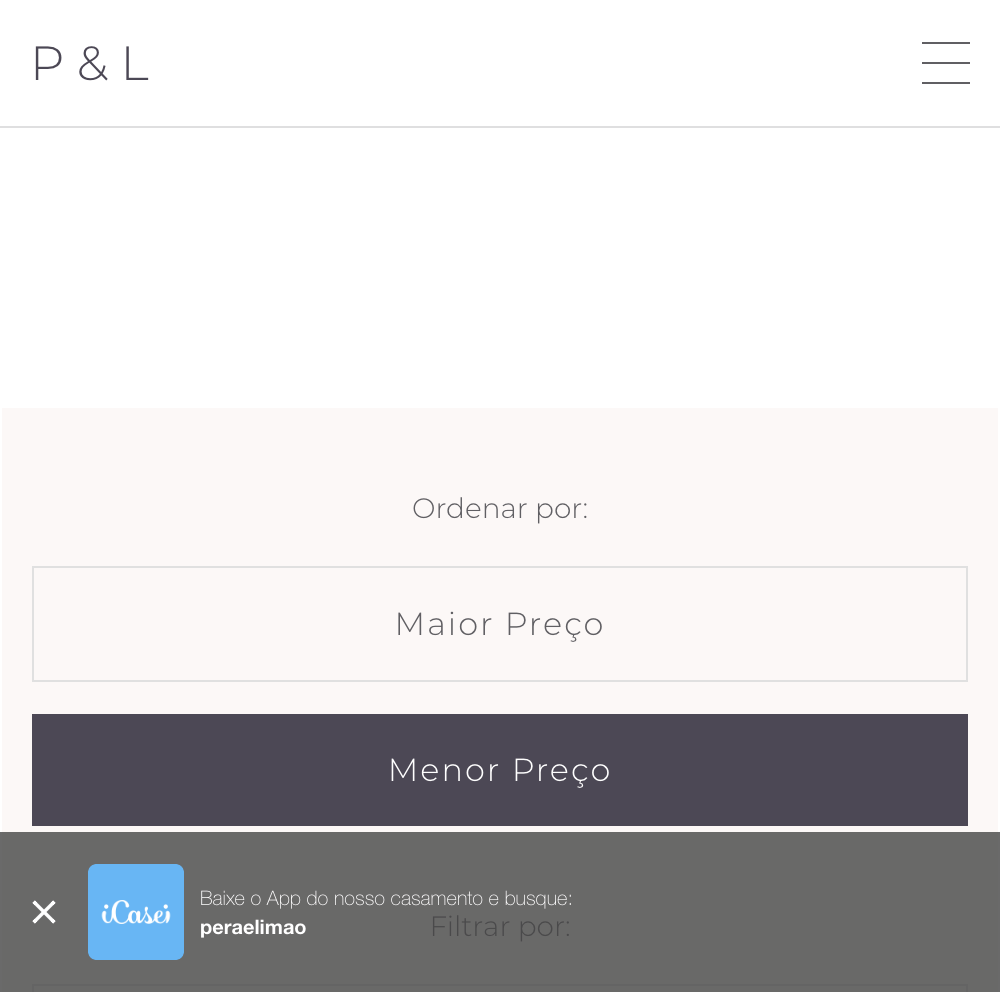 P & L
Ordenar por:
Maior Preço
Menor Preço
iCasei
Baixe o App do nosso casamento e busque:
peraelimao
Filtrar por: